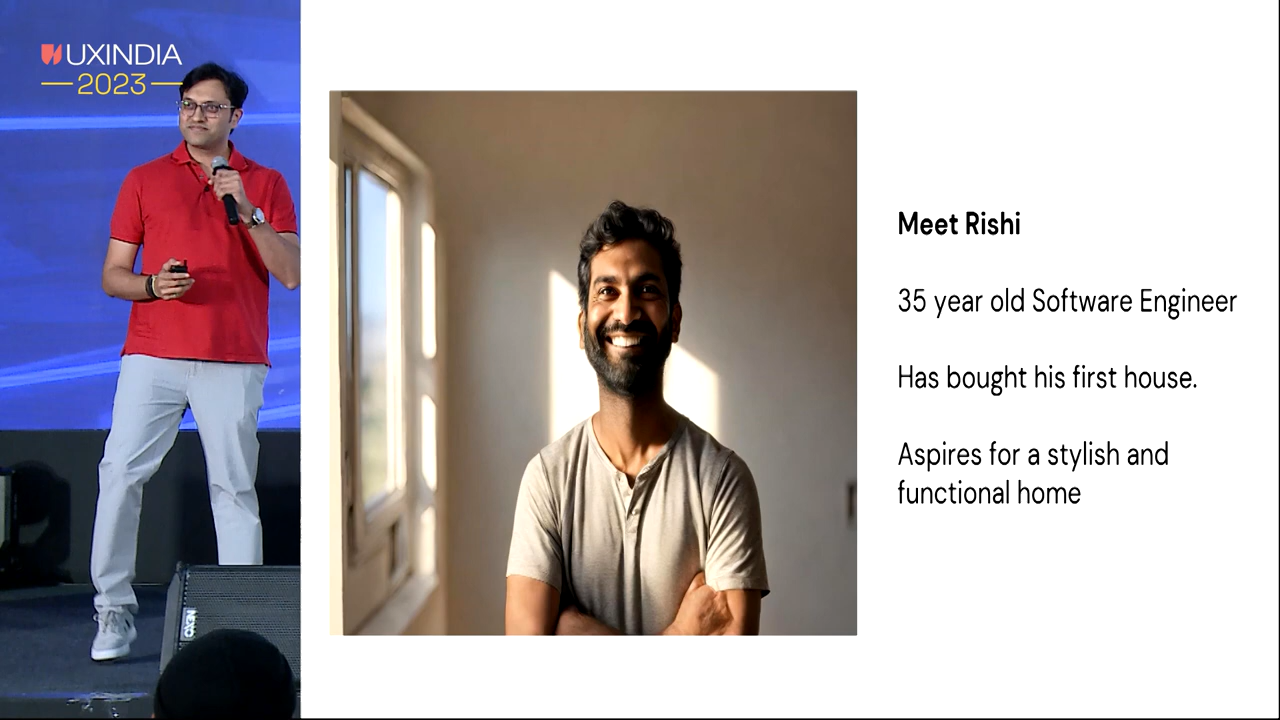 UXINDIA
2023
Meet Rishi
35 year old Software Engineer
Has bought his first house.
Aspires for a stylish and
functional home
NEXO